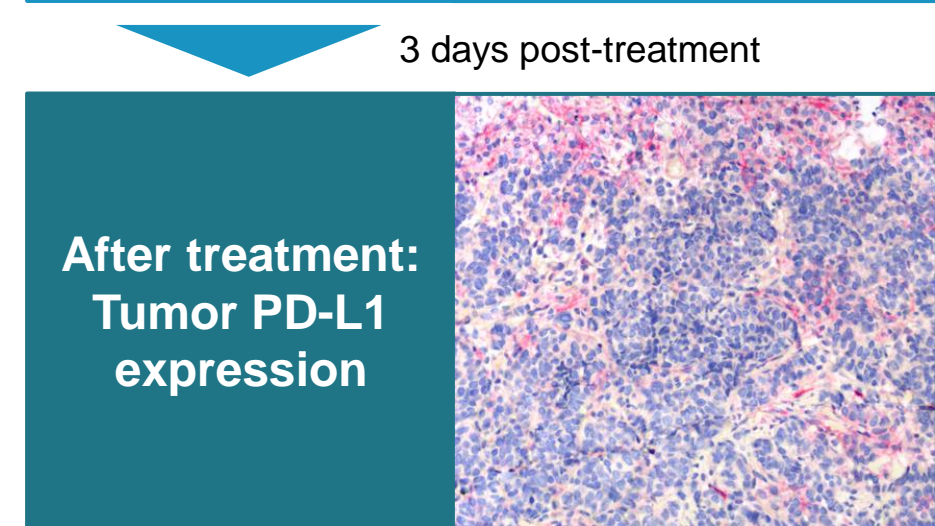 3 days post-treatment
After treatment:
Tumor PD-L1
expression